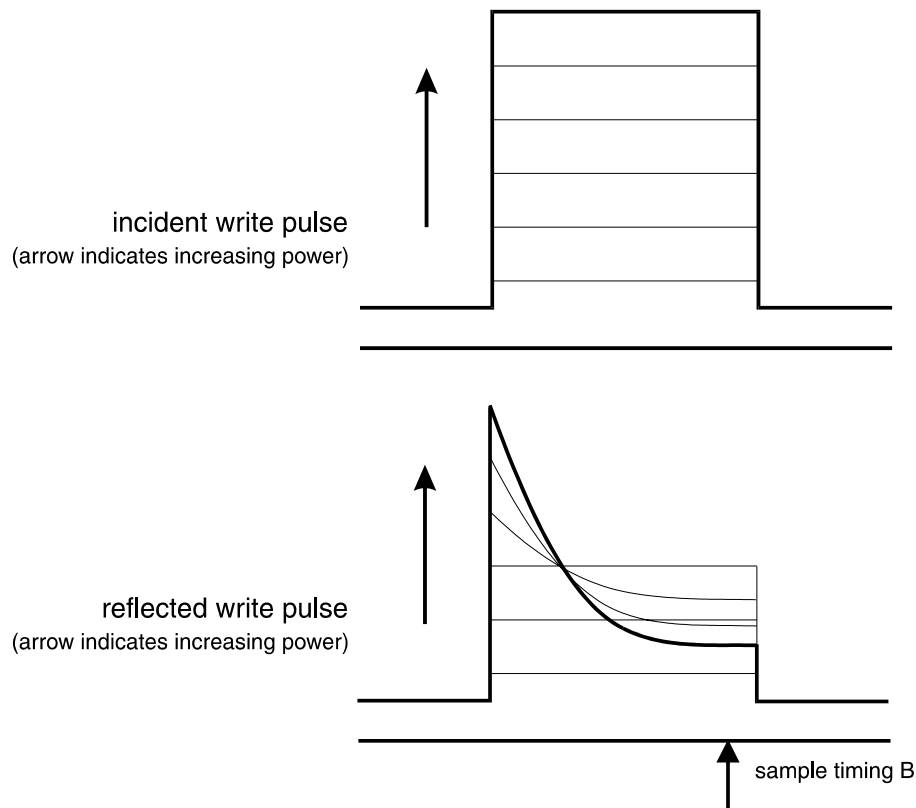 incident write pulse
(arrow indicates increasing power)
reflected write pulse
(arrow indicates increasing power)
sample timing B